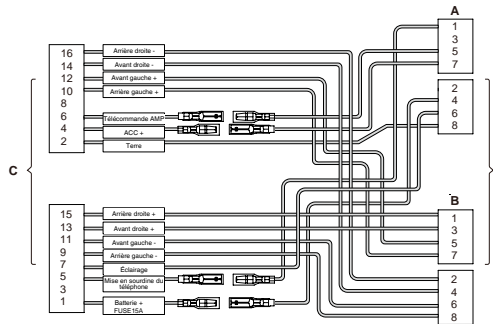 A
16 Arrière droite -
14 Avant droite -
12 Avant gauche +
10 Arrière gauche +
8
6 Télécommande AMP
4 ACC +
2 Terre
1
3
5
7
2
4
6
8
C
15 Arrière droite +
13 Avant droite +
11 Avant gauche -
9 Arrière gauche -
7 Éclairage
5 Mise en sourdine du
téléphone
3
1 Batterie +
FUSE15A
B
1
3
5
7
2
4
6
8